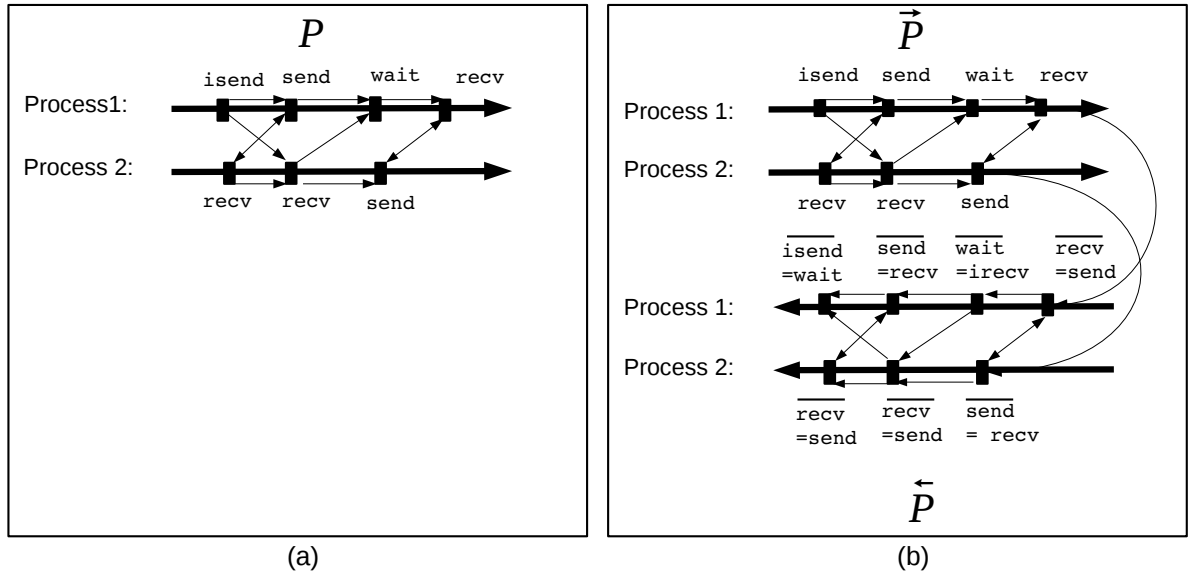 P
isend send wait recv
Process1:
Process 2:
recv recv send
(a)
P
isend send wait recv
Process 1:
Process 2:
recv recv send
isend send wait recv
=wait =recv =irecv =send
Process 1:
Process 2:
recv recv send
=send =send = recv
P
(b)